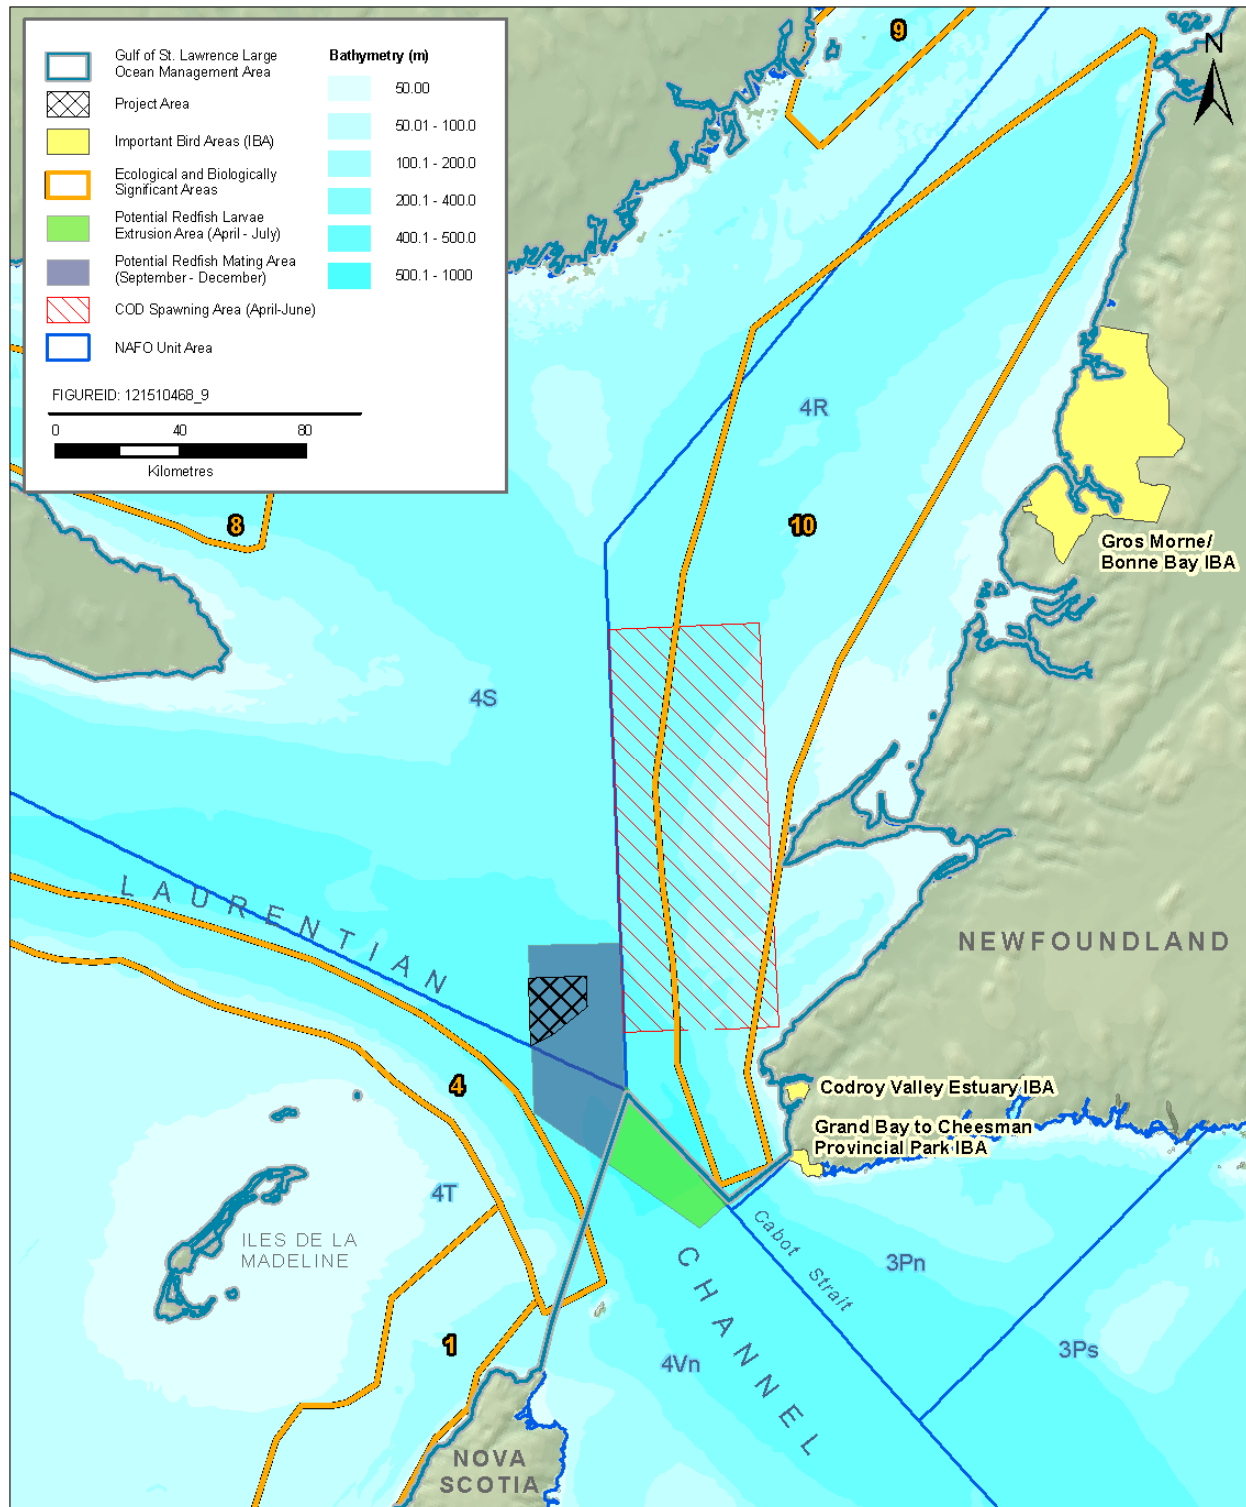 Gulf of St. Lawrence Large
Ocean Management Area
Project Area
Important Bird Areas (IBA)
Ecological and Biologically
Significant Areas
Potential Redfish Larvae
Extrusion Area (April - July)
Potential Redfish Mating Area
(September - December)
COD Spawning Area (April-June)
NAFO Unit Area
Bathymetry (m)
50.00
50.01 - 100.0
100.1 - 200.0
200.1 - 400.0
400.1 - 500.0
500.1 - 1000
FIGUREID: 121510468_9
0 40 80
Kilometres
N
9
4R
8
10
Gros Morne/
Bonne Bay IBA
4S
LAURENTIAN
NEWFOUNDLAND
4
Codroy Valley Estuary IBA
Grand Bay to Cheesman
Provincial Park IBA
4T
ILES DE LA
MADELINE
Cabot Strait
CHANNEL
3Pn
1
4Vn
3Ps
NOVA
SCOTIA